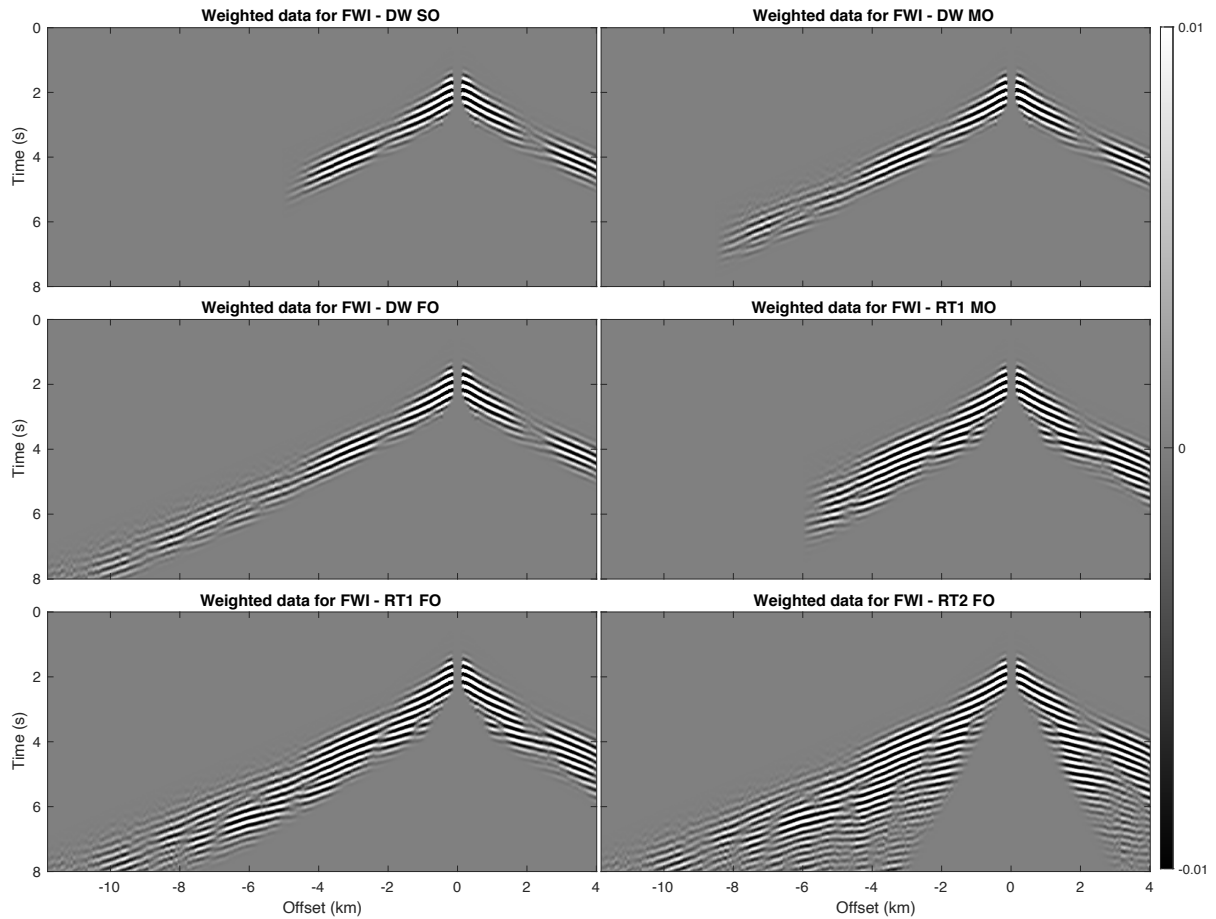 Weighted data for FWI - DW SO
Weighted data for FWI - DW MO
0
2
4
6
8
Time (s)
0.01
0
-0.01
Weighted data for FWI - DW FO
Weighted data for FWI - RT1 MO
0
2
4
6
8
Time (s)
Weighted data for FWI - RT1 FO
Weighted data for FWI - RT2 FO
0
2
4
6
8
Time (s)
-10 -8 -6 -4 -2 0 2 4
-10 -8 -6 -4 -2 0 2 4
Offset (km)
Offset (km)